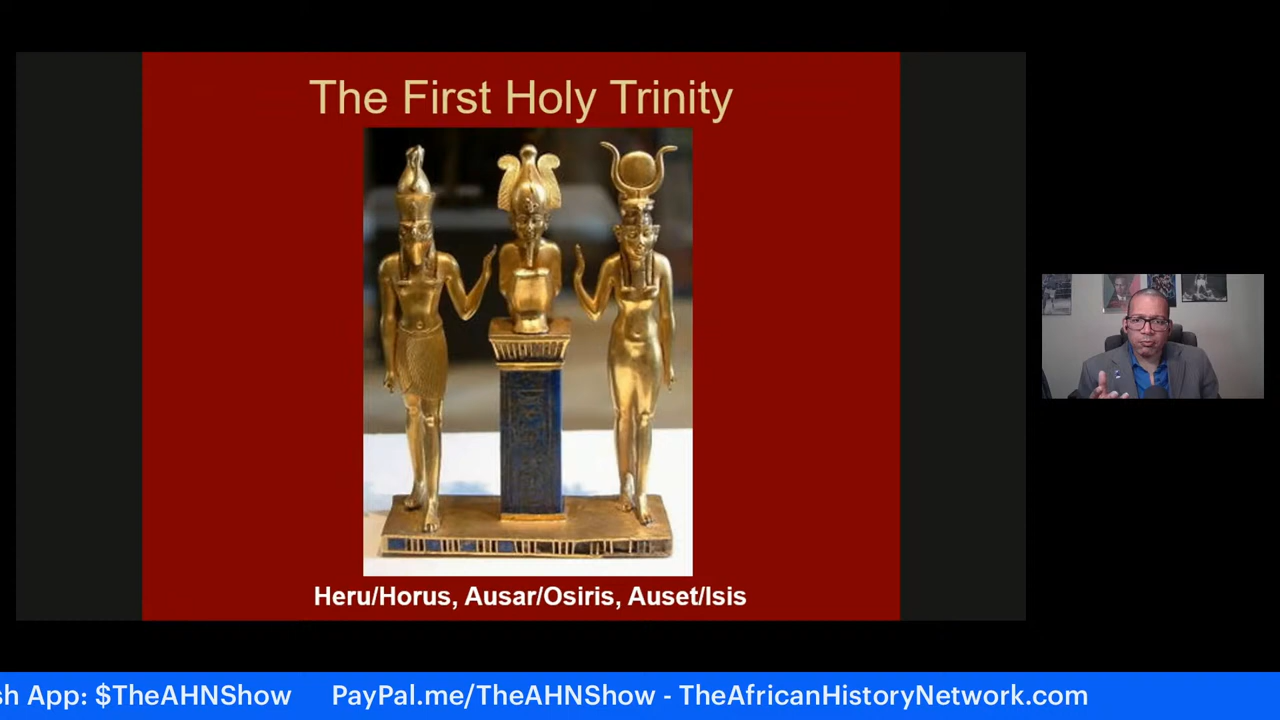 The First Holy Trinity
Heru/Horus, Ausar/Osiris, Auset/Isis
sh App: $TheAHNShow PayPal.me/TheAHNShow - TheAfricanHistoryNetwork.com